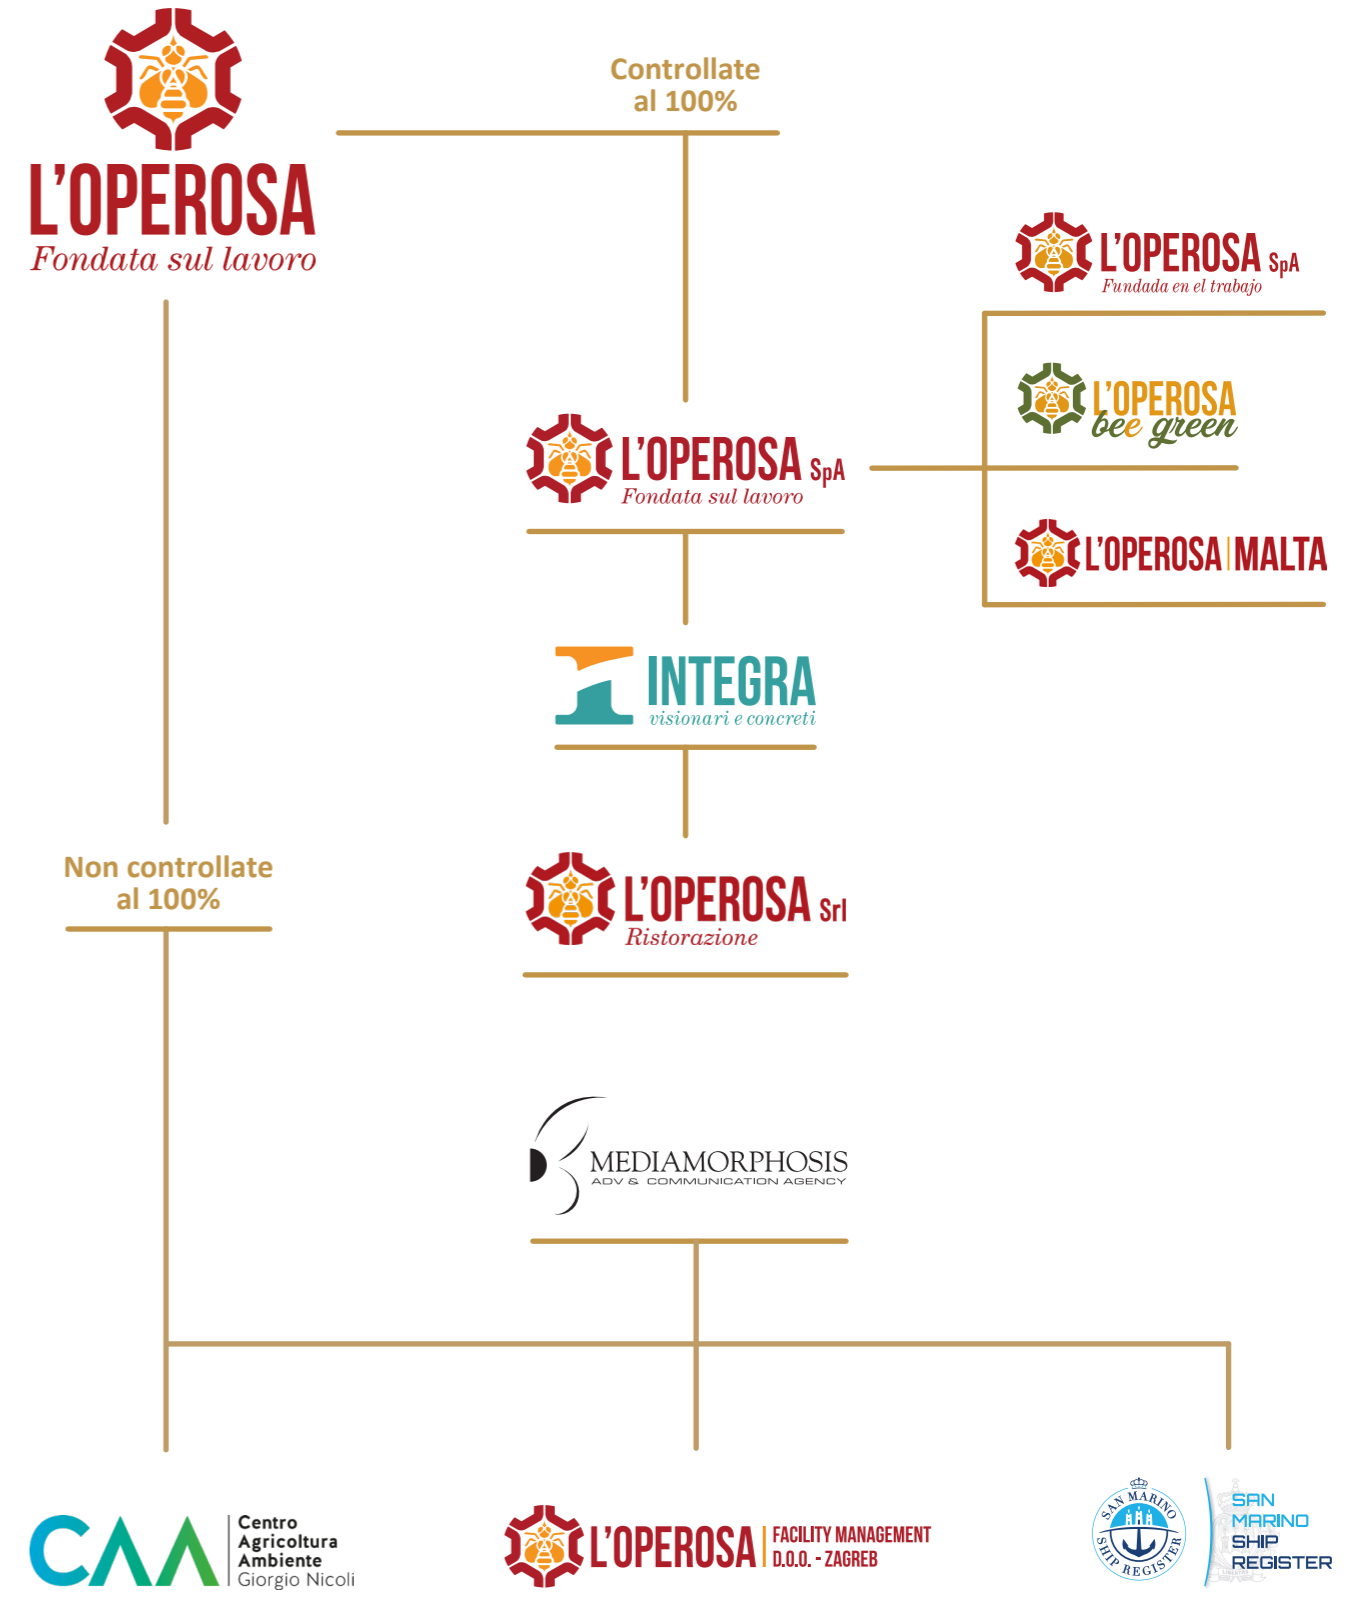 L'OPEROSA
Fondata sul lavoro
Controllate
al 100%
L'OPEROSA SpA
Fundada en el trabajo
L'OPEROSA
bee green
L'OPEROSA SpA
Fondata sul lavoro
L'OPEROSA|MALTA
INTEGRA
visionari e concreti
Non controllate
al 100%
L'OPEROSA Srl
Ristorazione
MEDIAMORPHOSIS
ADV & COMMUNICATION AGENCY
CAA
Centro
Agricoltura
Ambiente
Giorgio Nicoli
L'OPEROSA
FACILITY MANAGEMENT
D.O.O. - ZAGREB
SAN MARINO
SHIP REGISTER
SAN
MARINO
SHIP
REGISTER